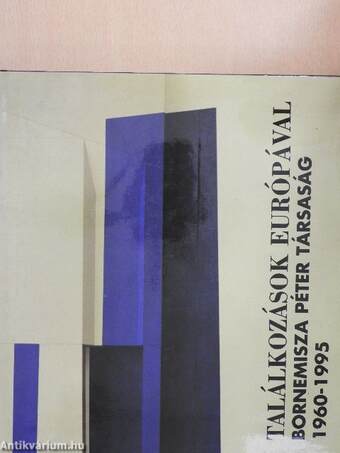 TALÁLKOZÁSOK EURÓPÁVAL
BORNEMISZA PÉTER TÁRSASÁG
1960-1995
Antikvarium.hu